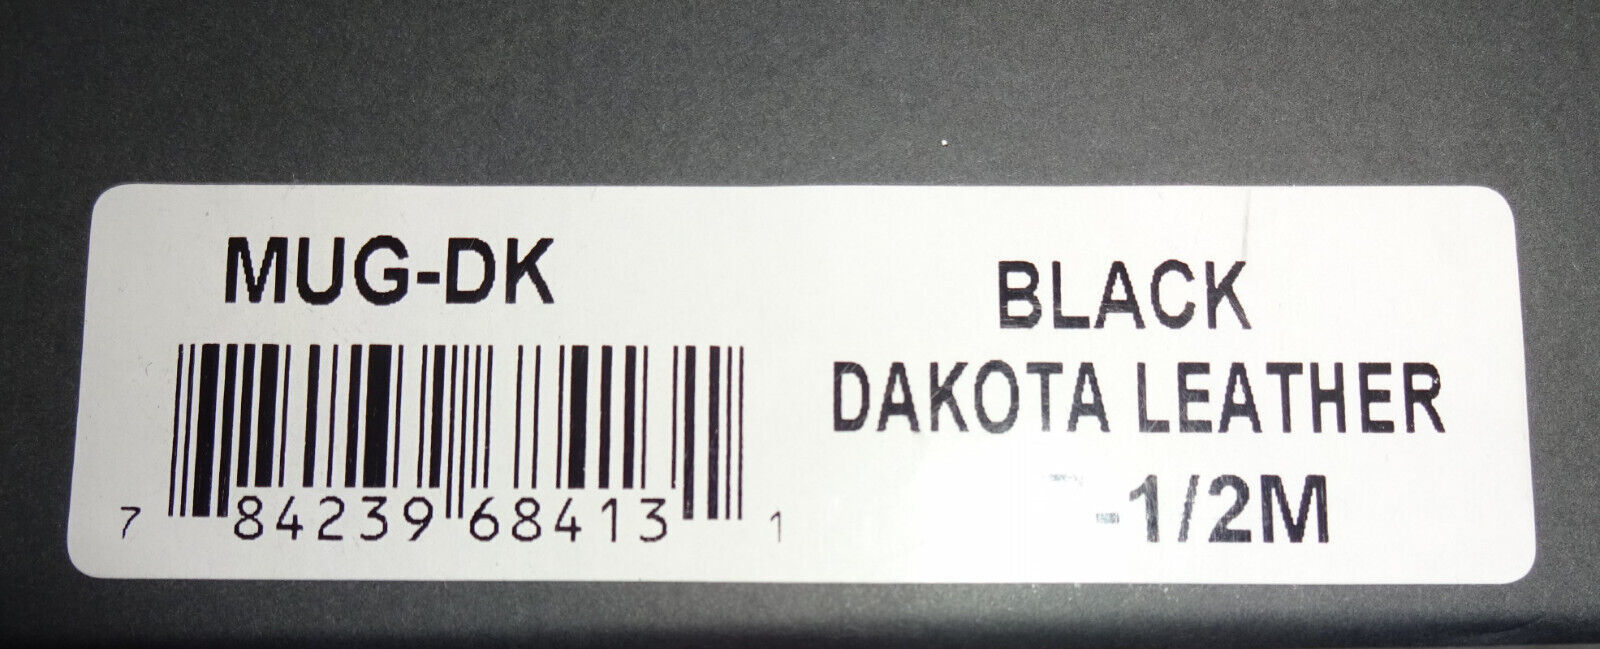 MUG-DK
7 84239 68413 1
BLACK
DAKOTA LEATHER
-1/2M